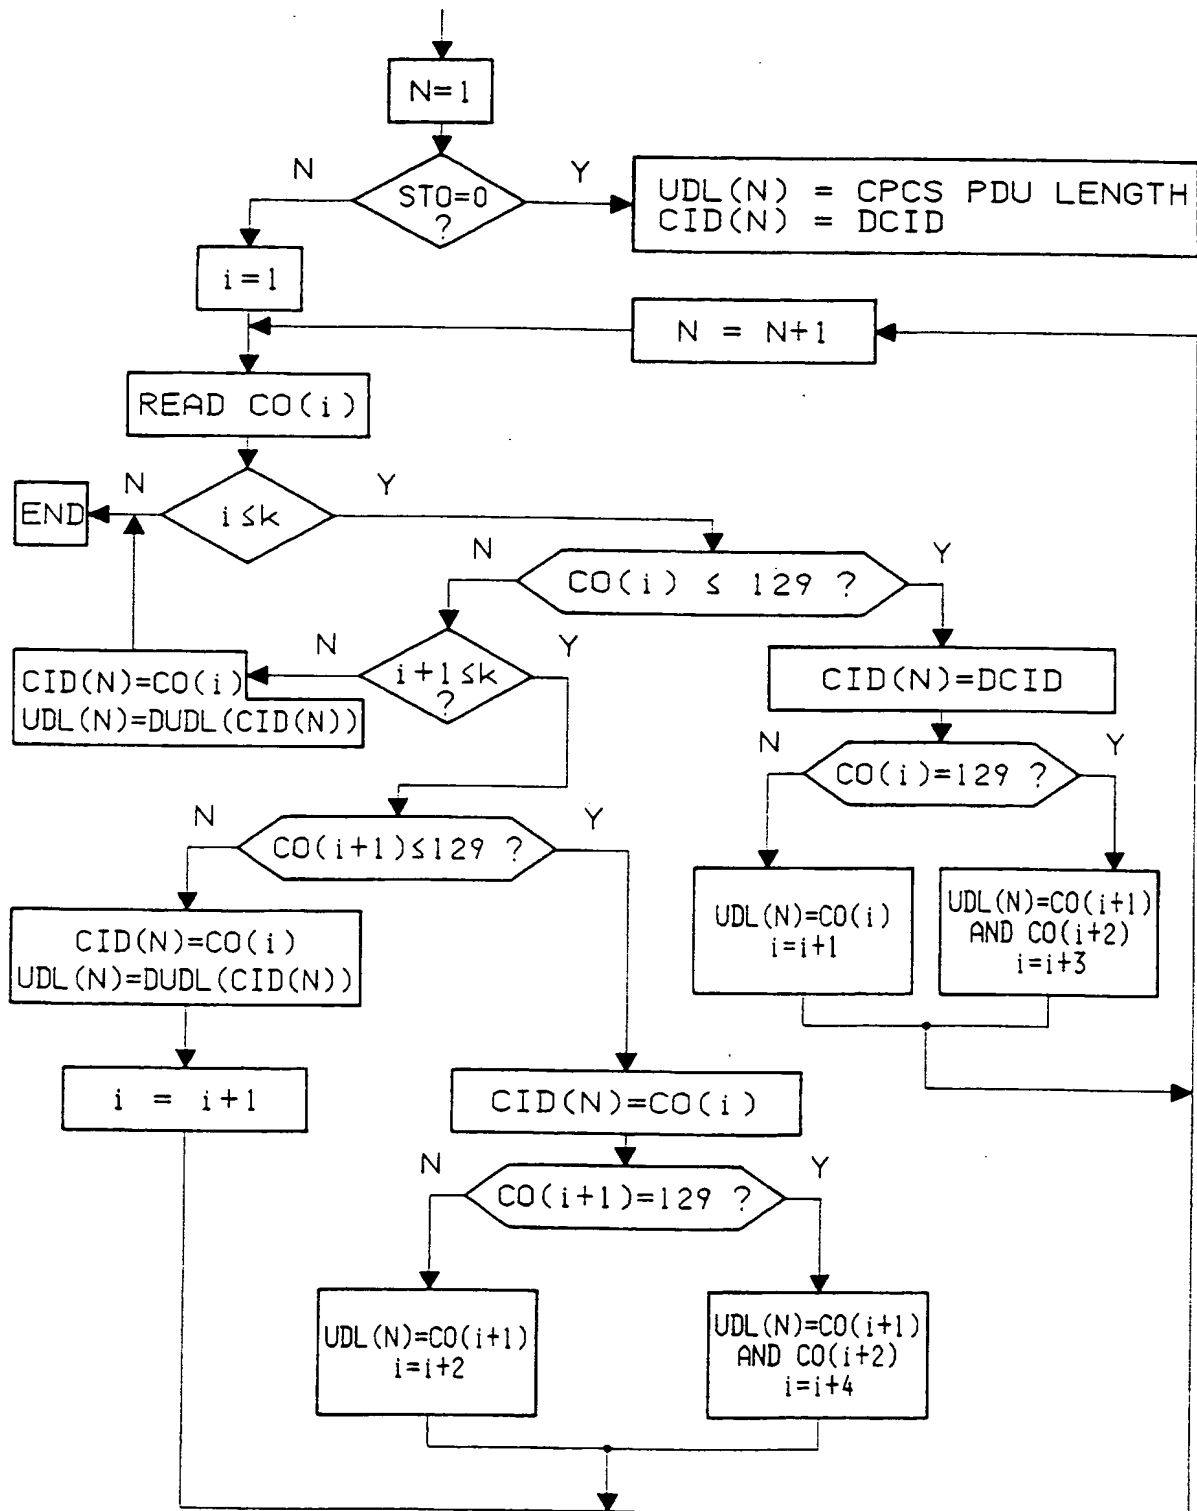 N=1
N
Y
STO=0
?
UDL(N) = CPCS PDU LENGTH
CID(N) = DCID
i=1
N = N+1
READ CO(i)
N
Y
END
i≤k
N
Y
CO(i) ≤ 129 ?
N
Y
i+1≤k
?
CID(N)=CO(i)
UDL(N)=DUDL(CID(N))
CID(N)=DCID
N
Y
CO(i)=129 ?
N
Y
CO(i+1)≤129 ?
UDL(N)=CO(i)
i=i+1
UDL(N)=CO(i+1)
AND CO(i+2)
i=i+3
CID(N)=CO(i)
UDL(N)=DUDL(CID(N))
i = i+1
CID(N)=CO(i)
N
Y
CO(i+1)=129 ?
UDL(N)=CO(i+1)
i=i+2
UDL(N)=CO(i+1)
AND CO(i+2)
i=i+4